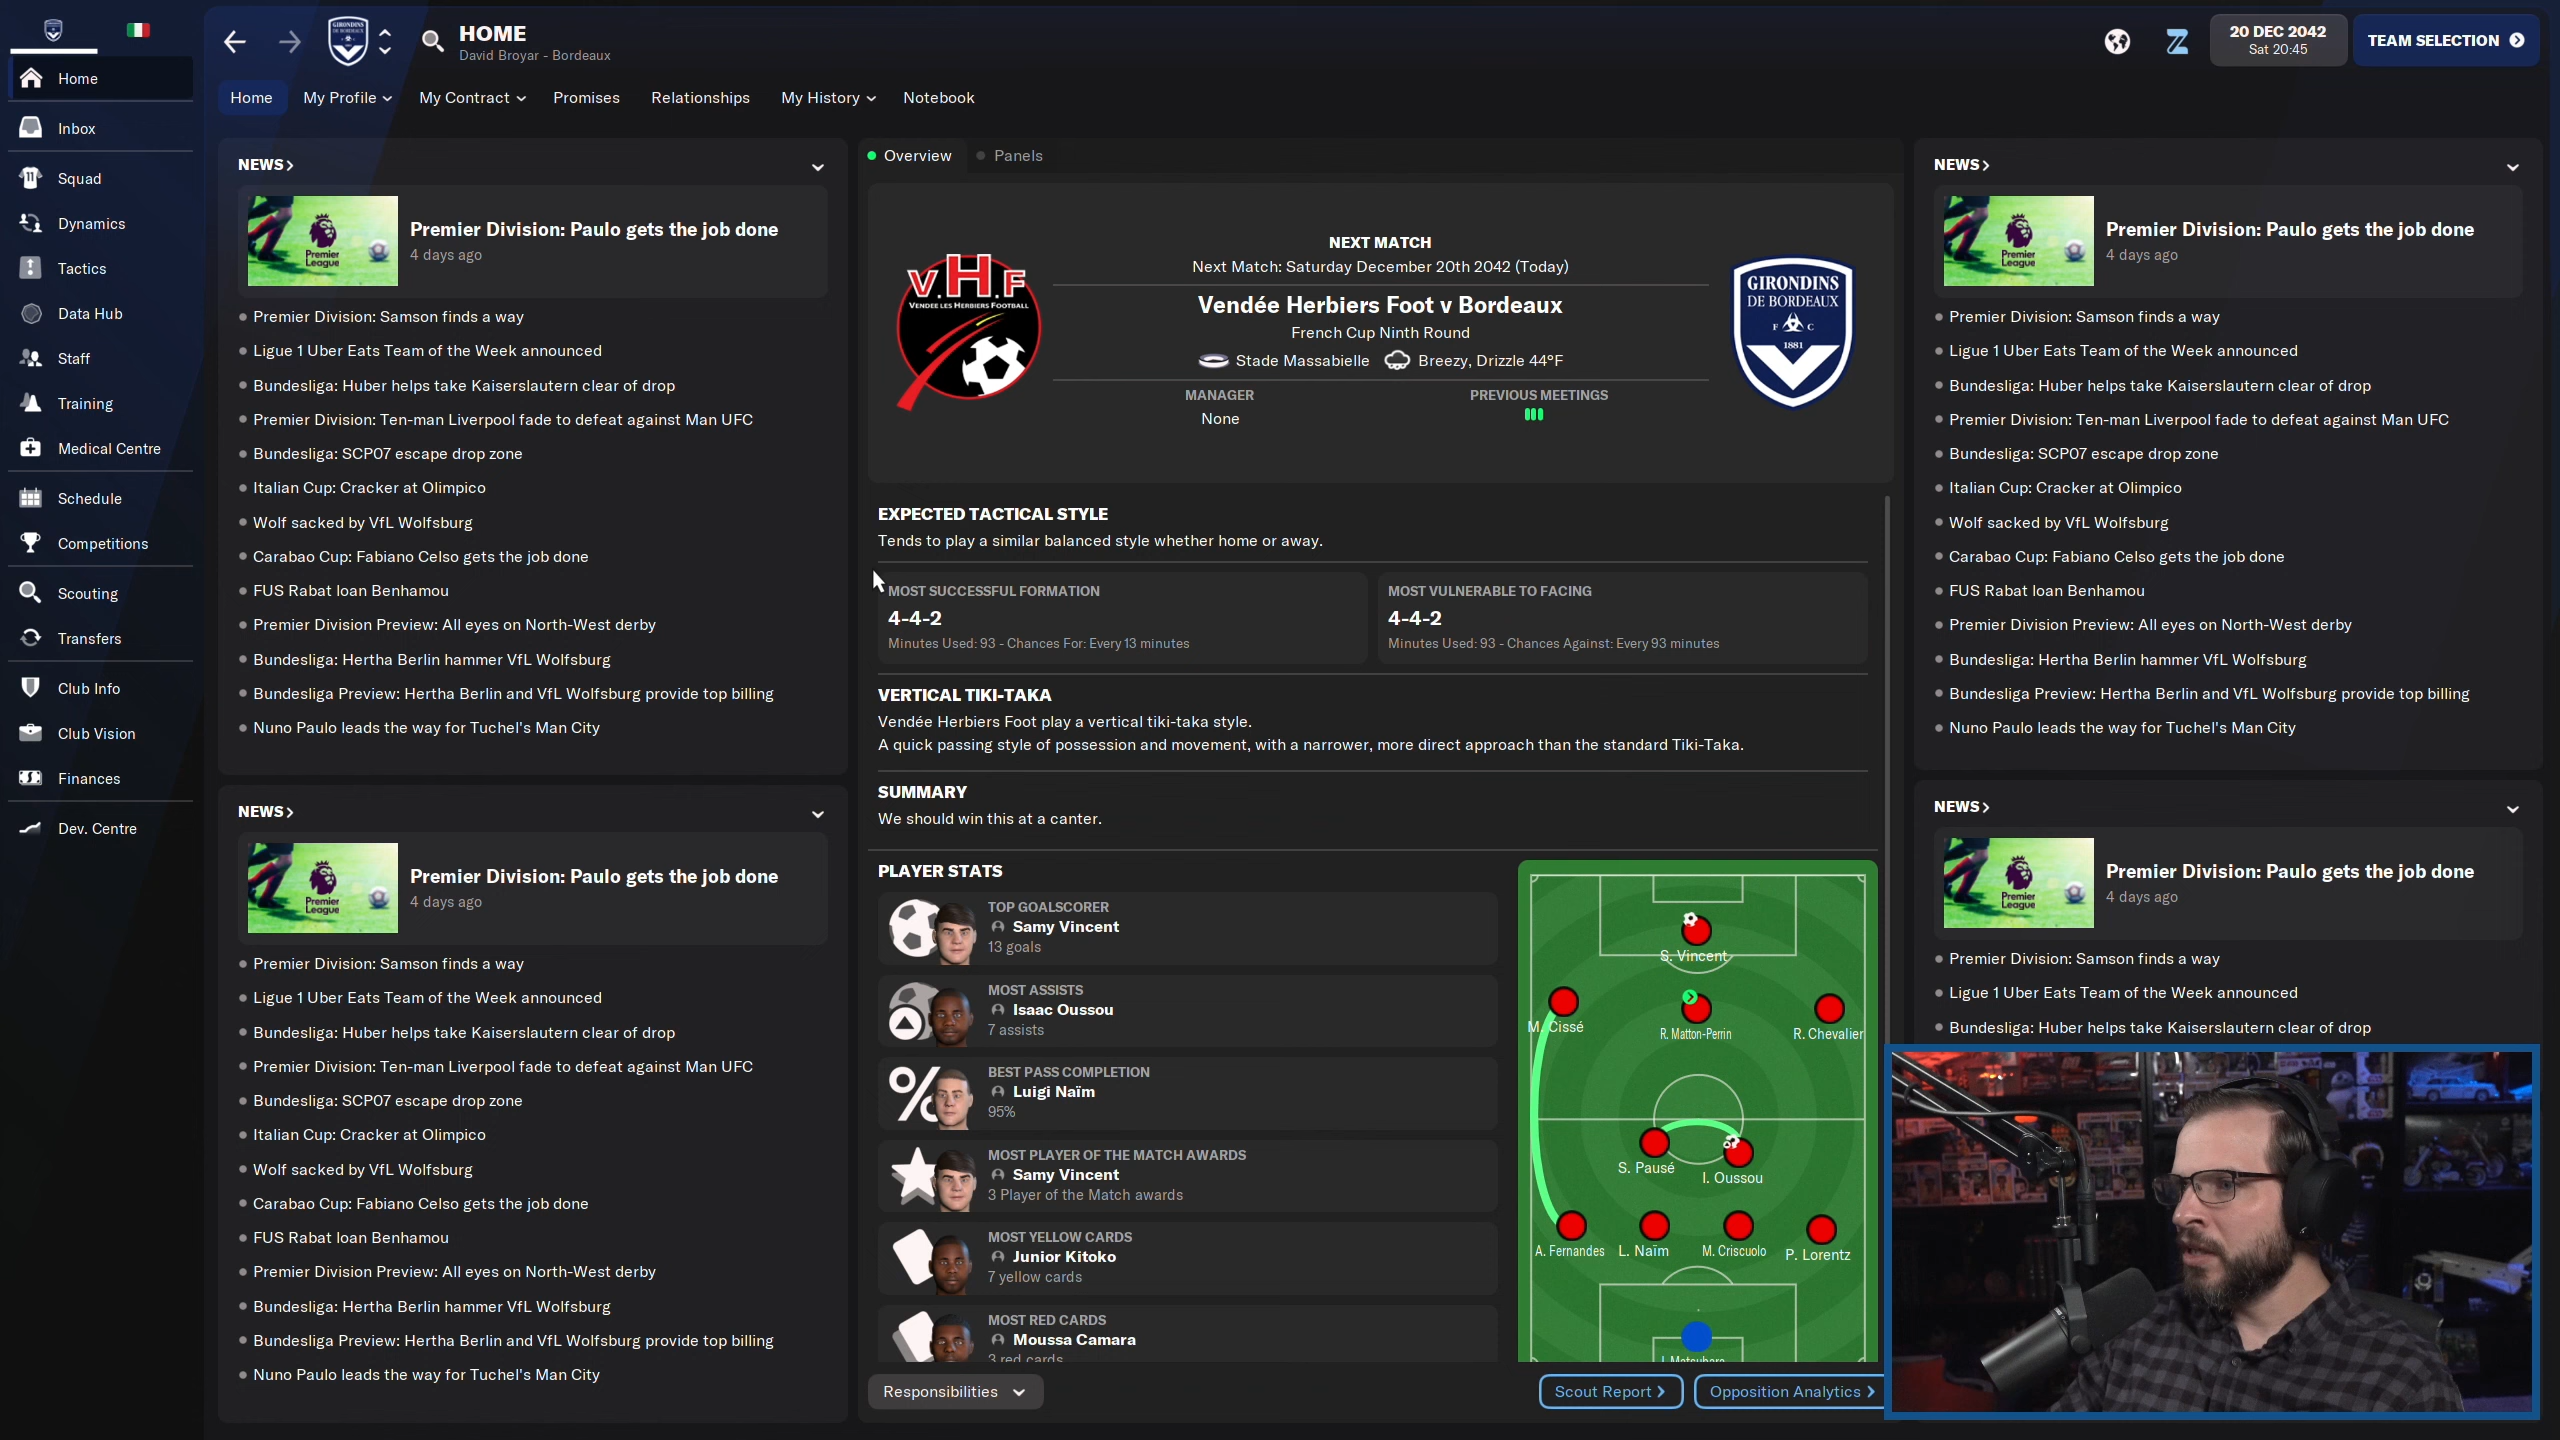 HOME
David Broyar - Bordeaux
20 DEC 2042
Sat 20:45
TEAM SELECTION
Home
Inbox
Squad
Dynamics
Tactics
Data Hub
Staff
Training
Medical Centre
Schedule
Competitions
Scouting
Transfers
Club Info
Club Vision
Finances
Dev. Centre
Home
My Profile
My Contract
Promises
Relationships
My History
Notebook
NEWS
Premier League
Premier Division: Paulo gets the job done
4 days ago
Premier Division: Samson finds a way
Ligue 1 Uber Eats Team of the Week announced
Bundesliga: Huber helps take Kaiserslautern clear of drop
Premier Division: Ten-man Liverpool fade to defeat against Man UFC
Bundesliga: SCP07 escape drop zone
Italian Cup: Cracker at Olimpico
Wolf sacked by VfL Wolfsburg
Carabao Cup: Fabiano Celso gets the job done
FUS Rabat loan Benhamou
Premier Division Preview: All eyes on North-West derby
Bundesliga: Hertha Berlin hammer VfL Wolfsburg
Bundesliga Preview: Hertha Berlin and VfL Wolfsburg provide top billing
Nuno Paulo leads the way for Tuchel's Man City
NEWS
Premier League
Premier Division: Paulo gets the job done
4 days ago
Premier Division: Samson finds a way
Ligue 1 Uber Eats Team of the Week announced
Bundesliga: Huber helps take Kaiserslautern clear of drop
Premier Division: Ten-man Liverpool fade to defeat against Man UFC
Bundesliga: SCP07 escape drop zone
Italian Cup: Cracker at Olimpico
Wolf sacked by VfL Wolfsburg
Carabao Cup: Fabiano Celso gets the job done
FUS Rabat loan Benhamou
Premier Division Preview: All eyes on North-West derby
Bundesliga: Hertha Berlin hammer VfL Wolfsburg
Bundesliga Preview: Hertha Berlin and VfL Wolfsburg provide top billing
Nuno Paulo leads the way for Tuchel's Man City
Overview
Panels
V.H.F
VENDEE LES HERBIERS FOOTBALL
NEXT MATCH
Next Match: Saturday December 20th 2042 (Today)
Vendée Herbiers Foot v Bordeaux
French Cup Ninth Round
Stade Massabielle
Breezy, Drizzle 44°F
MANAGER
None
PREVIOUS MEETINGS
GIRONDINS
DE BORDEAUX
F C
1881
EXPECTED TACTICAL STYLE
Tends to play a similar balanced style whether home or away.
MOST SUCCESSFUL FORMATION
4-4-2
Minutes Used: 93 - Chances For: Every 13 minutes
MOST VULNERABLE TO FACING
4-4-2
Minutes Used: 93 - Chances Against: Every 93 minutes
VERTICAL TIKI-TAKA
Vendée Herbiers Foot play a vertical tiki-taka style.
A quick passing style of possession and movement, with a narrower, more direct approach than the standard Tiki-Taka.
SUMMARY
We should win this at a canter.
PLAYER STATS
TOP GOALSCORER
Samy Vincent
13 goals
MOST ASSISTS
Isaac Oussou
7 assists
BEST PASS COMPLETION
Luigi Naïm
95%
MOST PLAYER OF THE MATCH AWARDS
Samy Vincent
3 Player of the Match awards
MOST YELLOW CARDS
Junior Kitoko
7 yellow cards
MOST RED CARDS
Moussa Camara
3 red cards
S. Vincent
M. Cissé
R. Matton-Perrin
R. Chevalier
S. Pausé
I. Oussou
A. Fernandes
L. Naïm
M. Criscuolo
P. Lorentz
Responsibilities
Scout Report
Opposition Analytics
NEWS
Premier League
Premier Division: Paulo gets the job done
4 days ago
Premier Division: Samson finds a way
Ligue 1 Uber Eats Team of the Week announced
Bundesliga: Huber helps take Kaiserslautern clear of drop
Premier Division: Ten-man Liverpool fade to defeat against Man UFC
Bundesliga: SCP07 escape drop zone
Italian Cup: Cracker at Olimpico
Wolf sacked by VfL Wolfsburg
Carabao Cup: Fabiano Celso gets the job done
FUS Rabat loan Benhamou
Premier Division Preview: All eyes on North-West derby
Bundesliga: Hertha Berlin hammer VfL Wolfsburg
Bundesliga Preview: Hertha Berlin and VfL Wolfsburg provide top billing
Nuno Paulo leads the way for Tuchel's Man City
NEWS
Premier League
Premier Division: Paulo gets the job done
4 days ago
Premier Division: Samson finds a way
Ligue 1 Uber Eats Team of the Week announced
Bundesliga: Huber helps take Kaiserslautern clear of drop